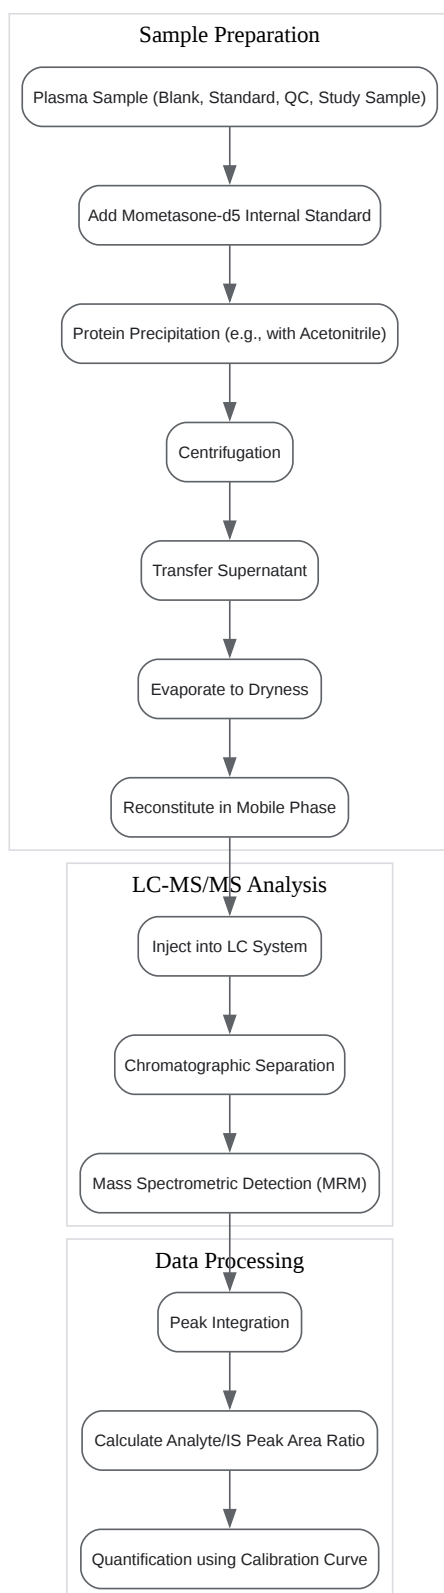 Sample Preparation
Plasma Sample (Blank, Standard, QC, Study Sample)
Add Mometasone-d5 Internal Standard
Protein Precipitation (e.g., with Acetonitrile)
Centrifugation
Transfer Supernatant
Evaporate to Dryness
Reconstitute in Mobile Phase
LC-MS/MS Analysis
Inject into LC System
Chromatographic Separation
Mass Spectrometric Detection (MRM)
Data Processing
Peak Integration
Calculate Analyte/IS Peak Area Ratio
Quantification using Calibration Curve